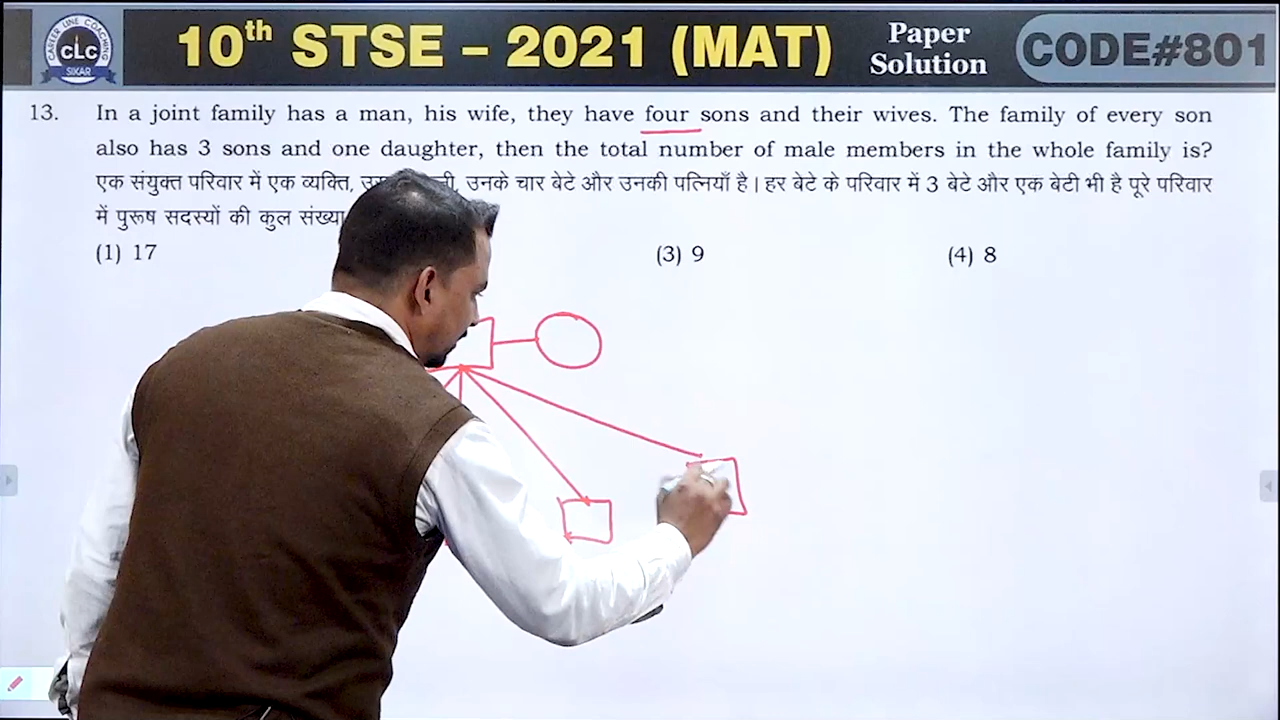 CAREER LINE COACHING
CLC
SIKAR
10th STSE – 2021 (MAT)
Paper
Solution
CODE#801
13. In a joint family has a man, his wife, they have four sons and their wives. The family of every son
also has 3 sons and one daughter, then the total number of male members in the whole family is?
एक संयुक्त परिवार में एक व्यक्ति, उनके चार बेटे और उनकी पत्नियाँ है। हर बेटे के परिवार में 3 बेटे और एक बेटी भी है पूरे परिवार
में पुरूष सदस्यों की कुल संख्या
(1) 17 (3) 9 (4) 8